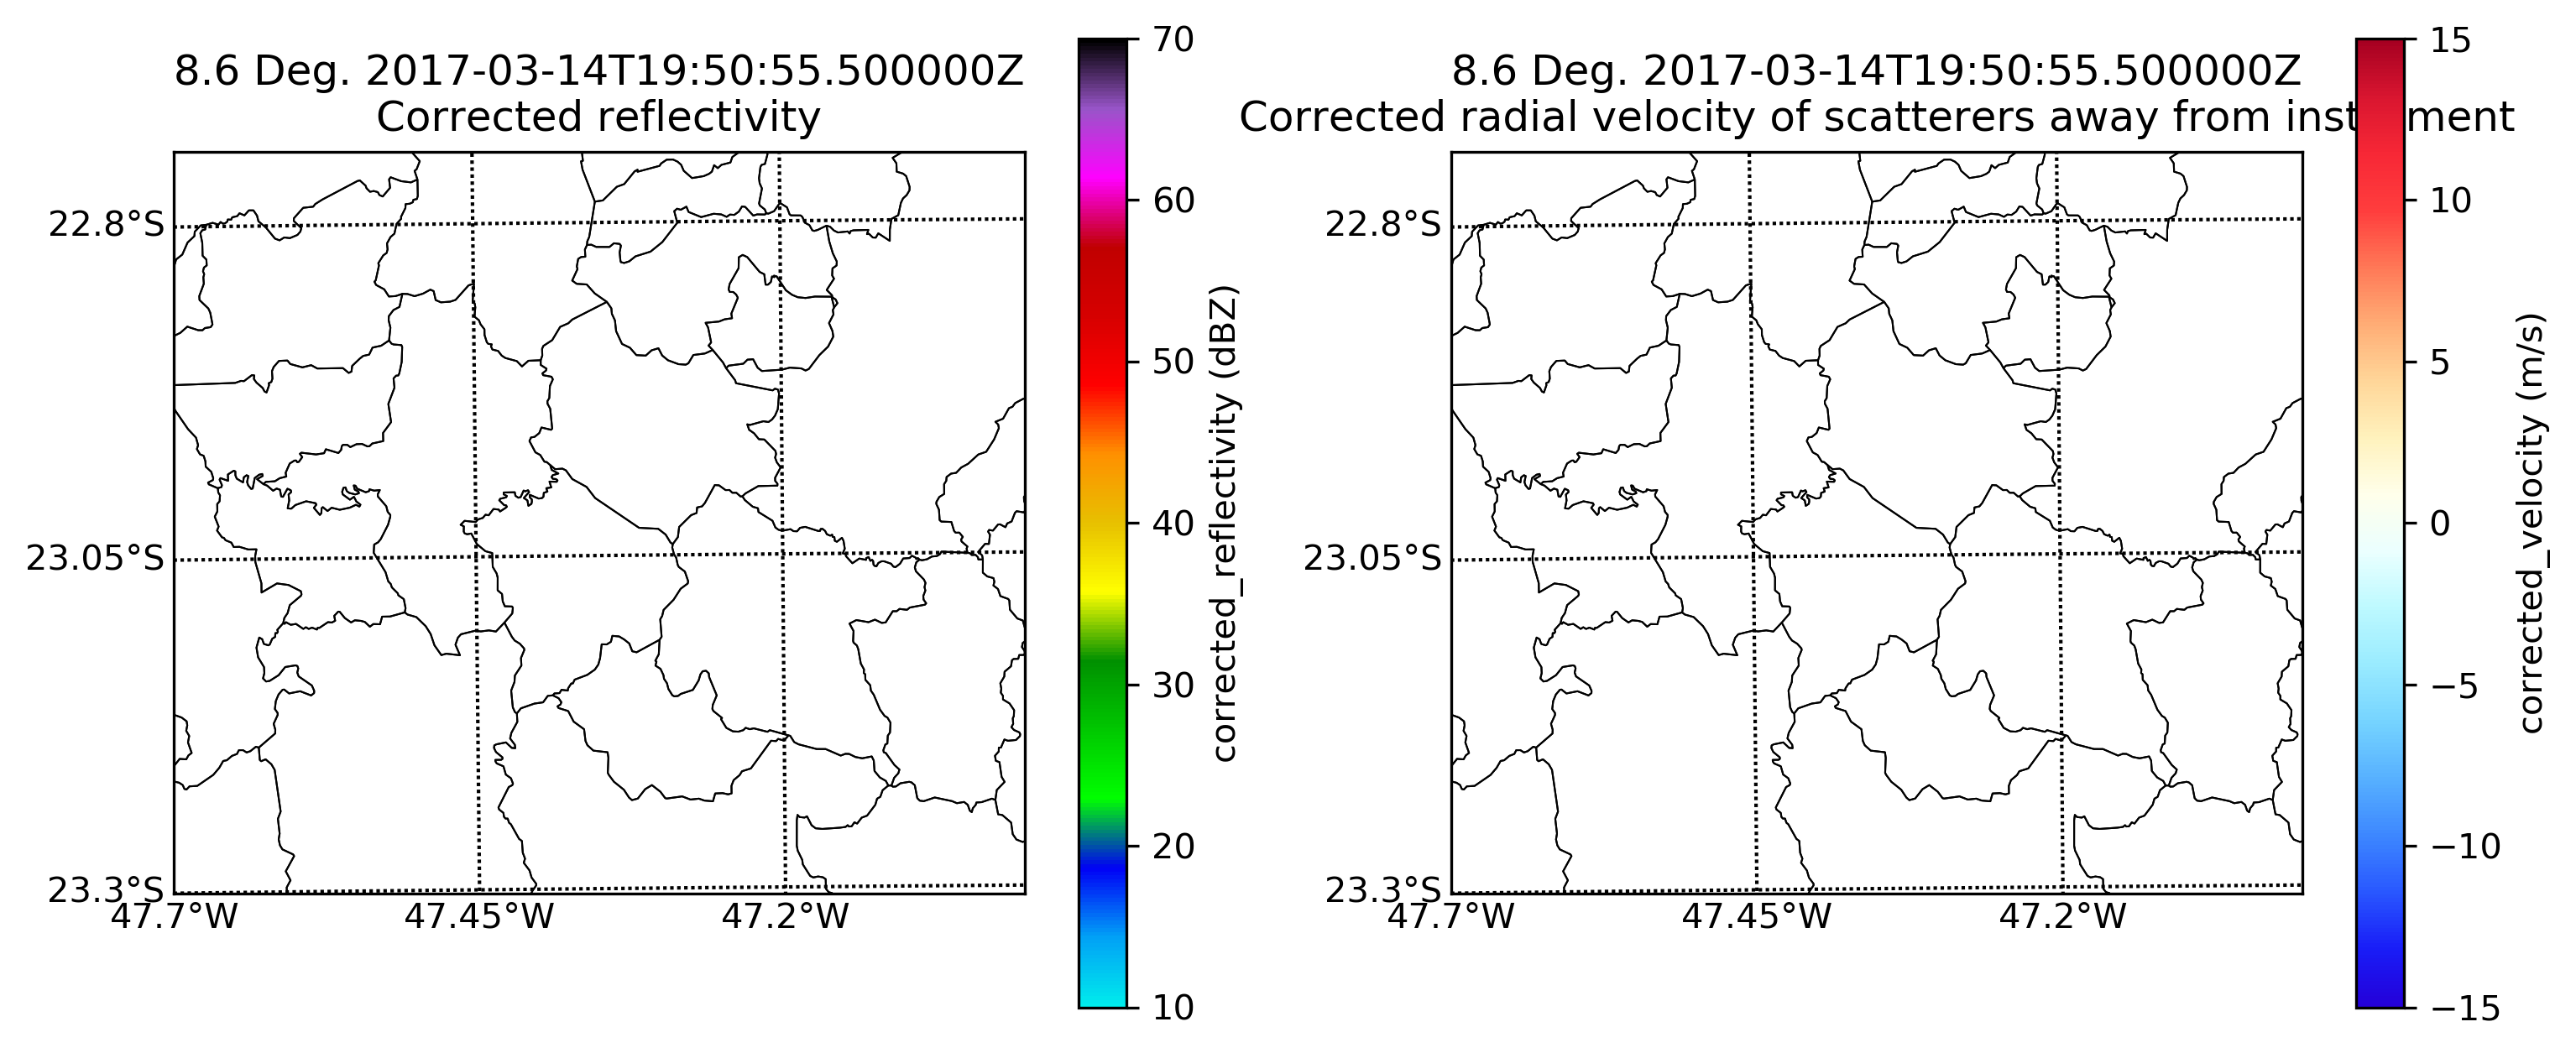 8.6 Deg. 2017-03-14T19:50:55.500000Z
Corrected reflectivity
22.8°S
23.05°S
23.3°S
47.7°W
47.45°W
47.2°W
70
60
50
40
30
20
10
corrected_reflectivity (dBZ)
8.6 Deg. 2017-03-14T19:50:55.500000Z
Corrected radial velocity of scatterers away from inst ment
22.8°S
23.05°S
23.3°S
47.7°W
47.45°W
47.2°W
15
10
5
0
−5
−10
−15
corrected_velocity (m/s)